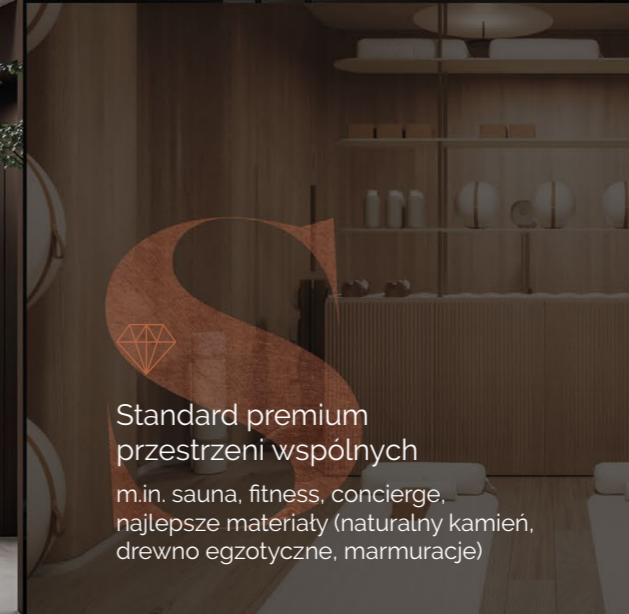 S
Standard premium
przestrzeni wspólnych
m.in. sauna, fitness, concierge,
najlepsze materiały (naturalny kamień,
drewno egzotyczne, marmuracje)